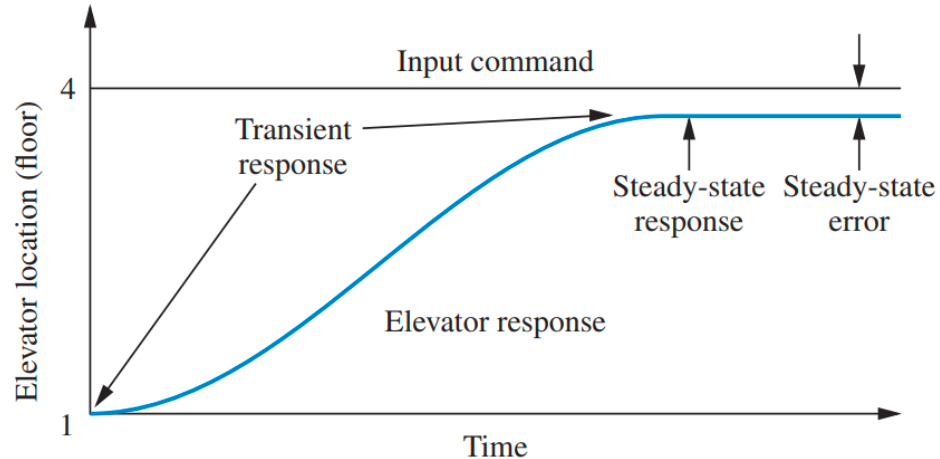 Input command
4
Transient
response
Steady-state
response
Steady-state
error
Elevator response
Elevator location (floor)
1
Time